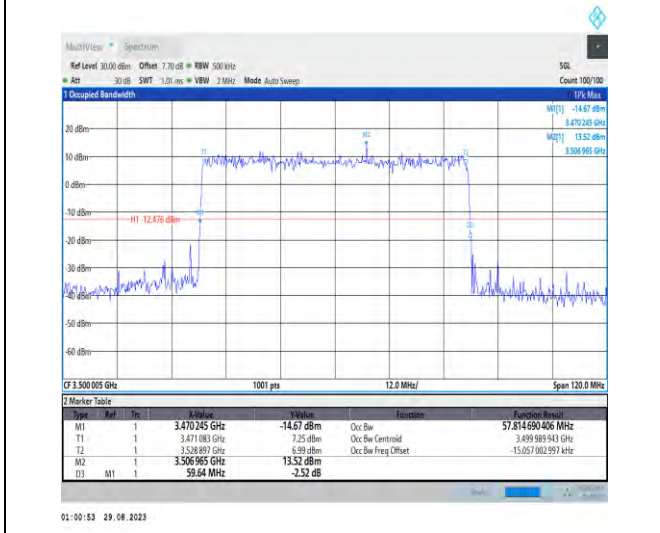 MultiView Spectrum
Ref Level 30.00 dBm Offset 7.70 dB RBW 500 kHz SGL
Att 30 dB SWT 1.01 ms VBW 2 MHz Mode Auto Sweep Count 100/100
1 Occupied Bandwidth 1Pk Max
M1[1] -14.67 dBm
3.470 245 GHz
20 dBm M2 M2[1] 13.52 dBm
3.506 965 GHz
10 dBm T1 T2
0 dBm
-10 dBm
H1 -12.476 dBm
-20 dBm
-30 dBm
-40 dBm
-50 dBm
-60 dBm
CF 3.500 005 GHz 1001 pts 12.0 MHz/ Span 120.0 MHz
2 Marker Table
Type Ref Trc X-Value Y-Value Function Function Result
M1 1 3.470 245 GHz -14.67 dBm Occ Bw 57.814 690 406 MHz
T1 1 3.471 083 GHz 7.25 dBm Occ Bw Centroid 3.499 989 943 GHz
T2 1 3.528 897 GHz 6.99 dBm Occ Bw Freq Offset -15.057 002 997 kHz
M2 1 3.506 965 GHz 13.52 dBm
D3 M1 1 59.64 MHz -2.52 dB
01:00:53 29.08.2023